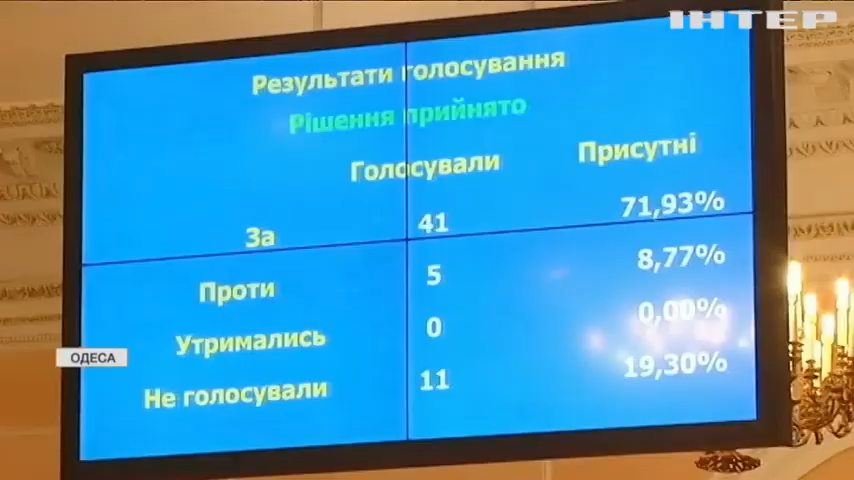 ІНТЕР
Результати голосування
Рішення прийнято
Голосували Присутні
За 41 71,93%
Проти 5 8,77%
Утримались 0 0,00%
Не голосували 11 19,30%
ОДЕСА